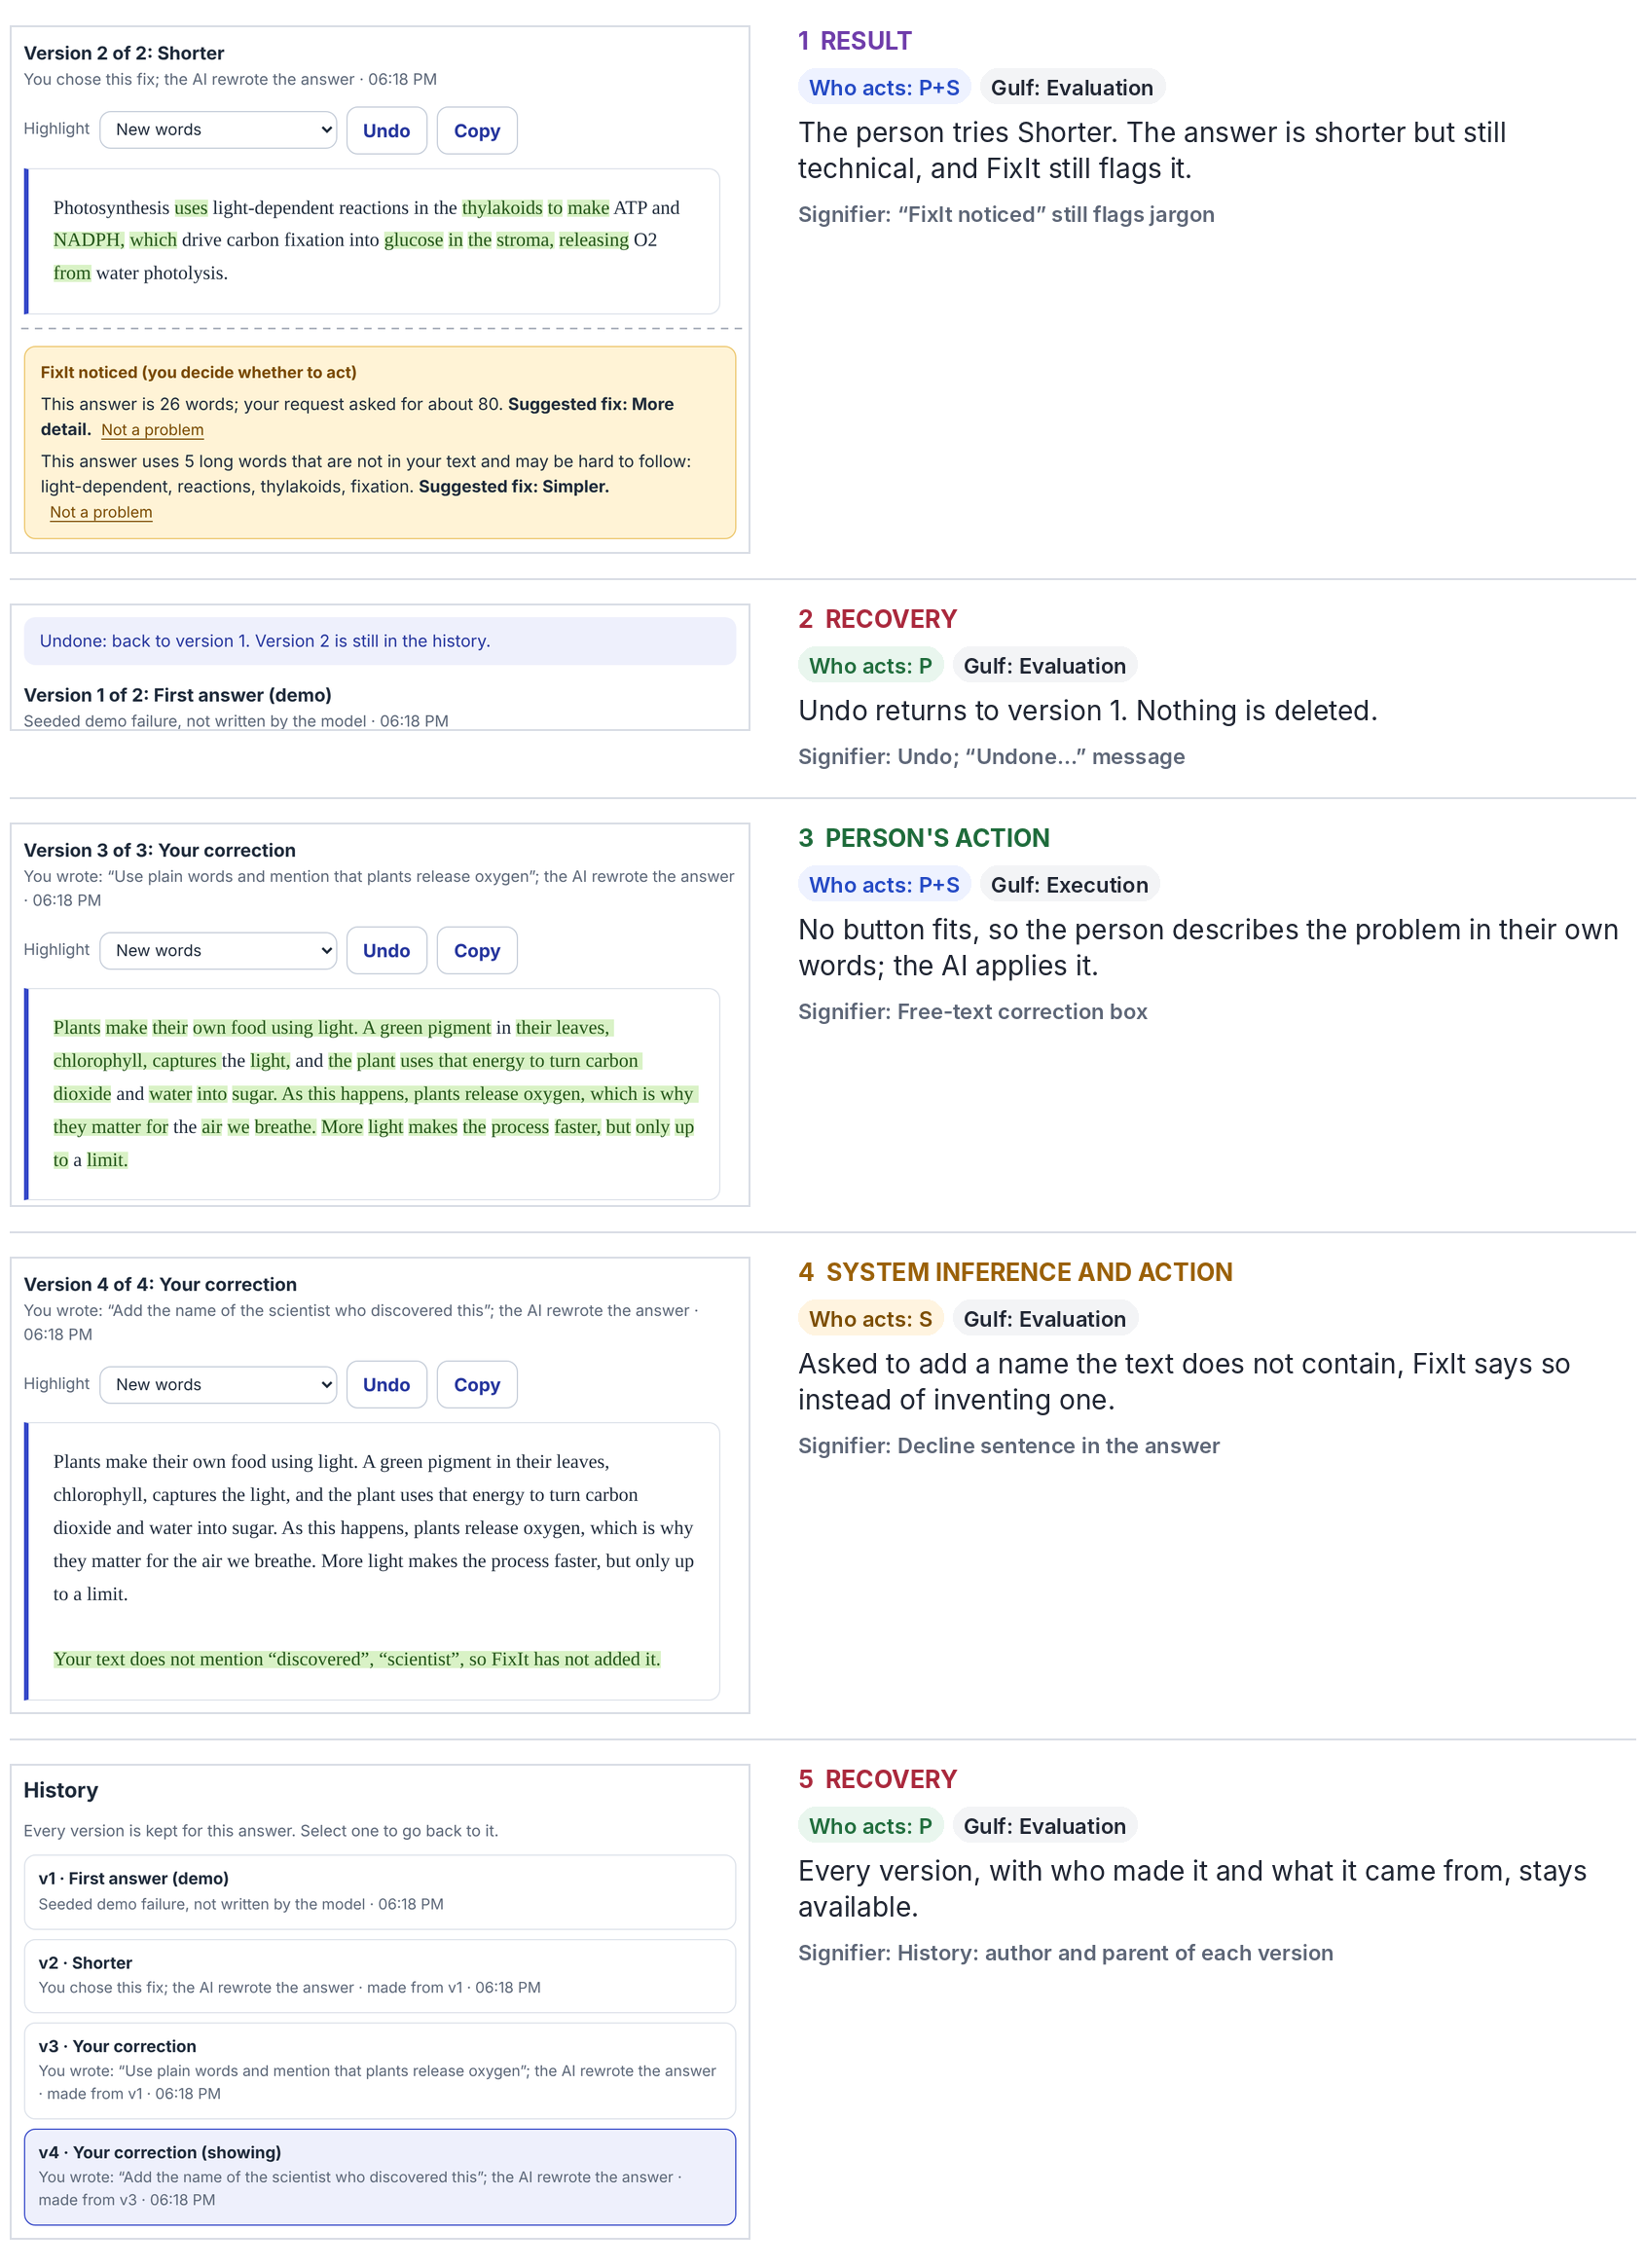 Version 2 of 2: Shorter
You chose this fix; the AI rewrote the answer · 06:18 PM
Highlight New words Undo Copy
Photosynthesis uses light-dependent reactions in the thylakoids to make ATP and
NADPH, which drive carbon fixation into glucose in the stroma, releasing O2
from water photolysis.
FixIt noticed (you decide whether to act)
This answer is 26 words; your request asked for about 80. Suggested fix: More
detail. Not a problem
This answer uses 5 long words that are not in your text and may be hard to follow:
light-dependent, reactions, thylakoids, fixation. Suggested fix: Simpler.
Not a problem
1 RESULT
Who acts: P+S Gulf: Evaluation
The person tries Shorter. The answer is shorter but still
technical, and FixIt still flags it.
Signifier: “FixIt noticed” still flags jargon
Undone: back to version 1. Version 2 is still in the history.
Version 1 of 2: First answer (demo)
Seeded demo failure, not written by the model · 06:18 PM
2 RECOVERY
Who acts: P Gulf: Evaluation
Undo returns to version 1. Nothing is deleted.
Signifier: Undo; “Undone...” message
Version 3 of 3: Your correction
You wrote: “Use plain words and mention that plants release oxygen”; the AI rewrote the answer
· 06:18 PM
Highlight New words Undo Copy
Plants make their own food using light. A green pigment in their leaves,
chlorophyll, captures the light, and the plant uses that energy to turn carbon
dioxide and water into sugar. As this happens, plants release oxygen, which is why
they matter for the air we breathe. More light makes the process faster, but only up
to a limit.
3 PERSON'S ACTION
Who acts: P+S Gulf: Execution
No button fits, so the person describes the problem in their own
words; the AI applies it.
Signifier: Free-text correction box
Version 4 of 4: Your correction
You wrote: “Add the name of the scientist who discovered this”; the AI rewrote the answer ·
06:18 PM
Highlight New words Undo Copy
Plants make their own food using light. A green pigment in their leaves,
chlorophyll, captures the light, and the plant uses that energy to turn carbon
dioxide and water into sugar. As this happens, plants release oxygen, which is why
they matter for the air we breathe. More light makes the process faster, but only up
to a limit.
Your text does not mention “discovered”, “scientist”, so FixIt has not added it.
4 SYSTEM INFERENCE AND ACTION
Who acts: S Gulf: Evaluation
Asked to add a name the text does not contain, FixIt says so
instead of inventing one.
Signifier: Decline sentence in the answer
History
Every version is kept for this answer. Select one to go back to it.
v1 · First answer (demo)
Seeded demo failure, not written by the model · 06:18 PM
v2 · Shorter
You chose this fix; the AI rewrote the answer · made from v1 · 06:18 PM
v3 · Your correction
You wrote: “Use plain words and mention that plants release oxygen”; the AI rewrote the answer
· made from v1 · 06:18 PM
v4 · Your correction (showing)
You wrote: “Add the name of the scientist who discovered this”; the AI rewrote the answer ·
made from v3 · 06:18 PM
5 RECOVERY
Who acts: P Gulf: Evaluation
Every version, with who made it and what it came from, stays
available.
Signifier: History: author and parent of each version